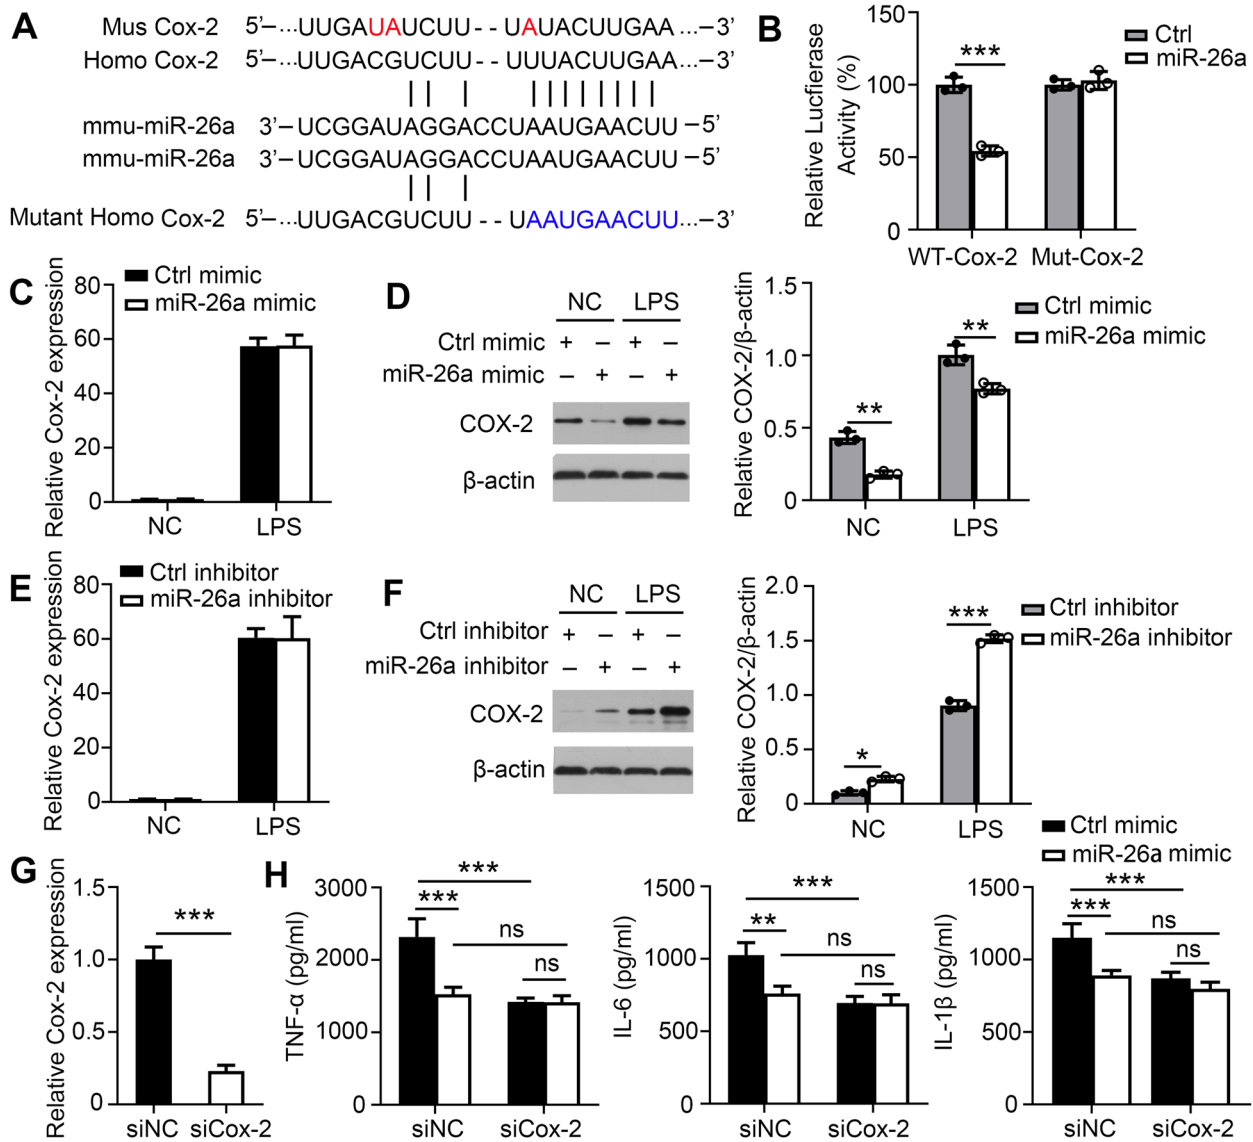 A
Mus Cox-2 5’–...UUGAUAUCUU--UAUACUUGAA...–3’
Homo Cox-2 5’–...UUGACGUCUU--UUUACUUGAA...–3’
mmu-miR-26a 3’–UCGGAUAGGACCUAAUGAACUU–5’
mmu-miR-26a 3’–UCGGAUAGGACCUAAUGAACUU–5’
Mutant Homo Cox-2 5’–...UUGACGUCUU--UAAUGAACUU...–3’
B
Relative Lucfierase
Activity (%)
150
100
50
0
***
Ctrl
miR-26a
WT-Cox-2 Mut-Cox-2
C
Relative Cox-2 expression
80
60
40
20
0
Ctrl mimic
miR-26a mimic
NC LPS
D
NC LPS
Ctrl mimic + – + –
miR-26a mimic – + – +
COX-2
β-actin
Relative COX-2/β-actin
1.5
1.0
0.5
0
** **
Ctrl mimic
miR-26a mimic
NC LPS
E
Relative Cox-2 expression
80
60
40
20
0
Ctrl inhibitor
miR-26a inhibitor
NC LPS
F
NC LPS
Ctrl inhibitor + – + –
miR-26a inhibitor – + – +
COX-2
β-actin
Relative COX-2/β-actin
2.0
1.5
1.0
0.5
0
* ***
Ctrl inhibitor
miR-26a inhibitor
NC LPS
G
Relative Cox-2 expression
1.5
1.0
0.5
0
***
siNC siCox-2
H
Ctrl mimic
miR-26a mimic
TNF-α (pg/ml)
3000
2000
1000
0
***
***
ns
ns
siNC siCox-2
IL-6 (pg/ml)
1500
1000
500
0
***
**
ns
ns
siNC siCox-2
IL-1β (pg/ml)
1500
1000
500
0
***
***
ns
ns
siNC siCox-2